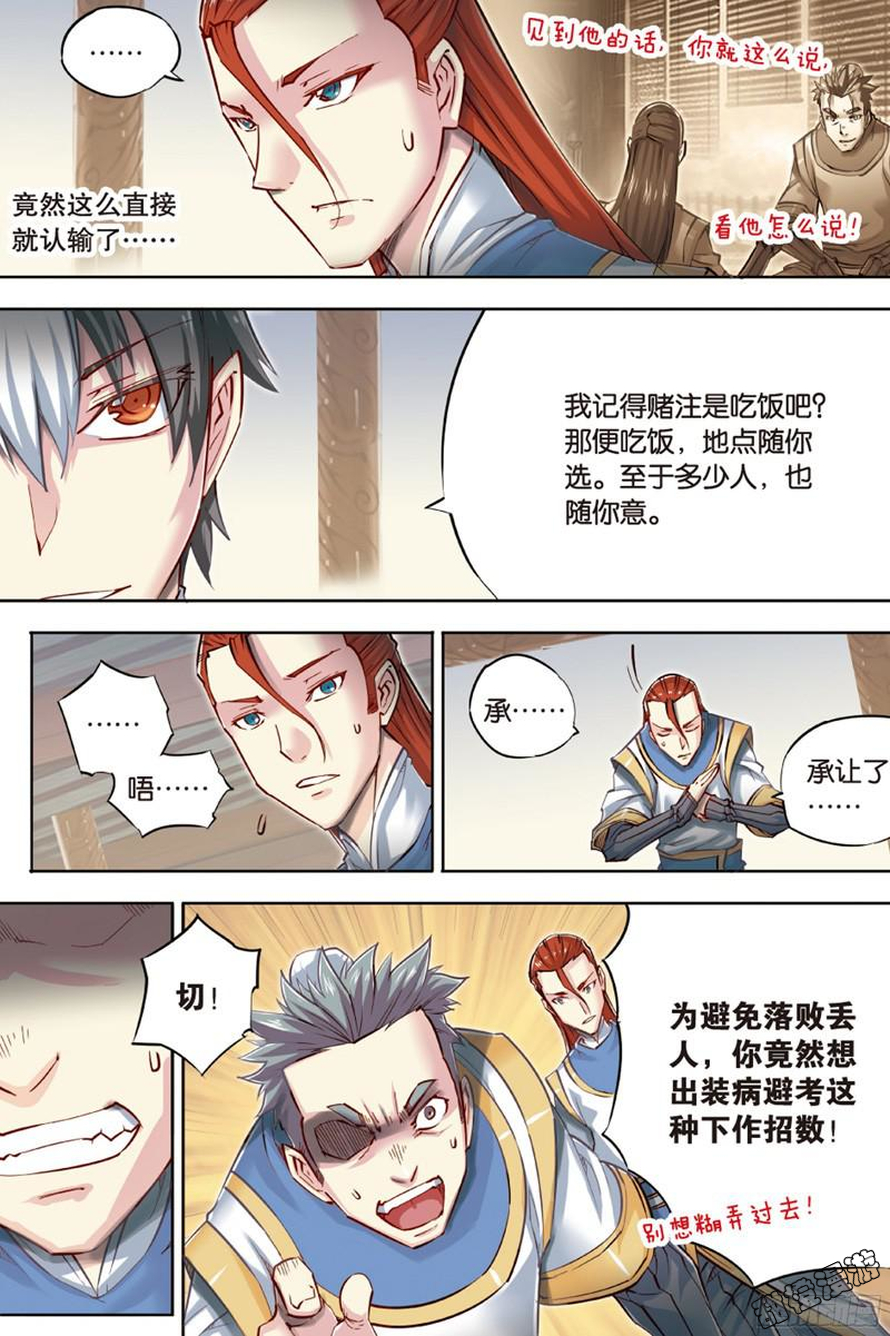 ……
见到他的话，你就这么说，
看他怎么说！
竟然这么直接
就认输了……
我记得赌注是吃饭吧？
那便吃饭，地点随你
选。至于多少人，也
随你意。
……
唔……
承……
承让了
……
切！
为避免落败丢
人，你竟然想
出装病避考这
种下作招数！
别想糊弄过去！